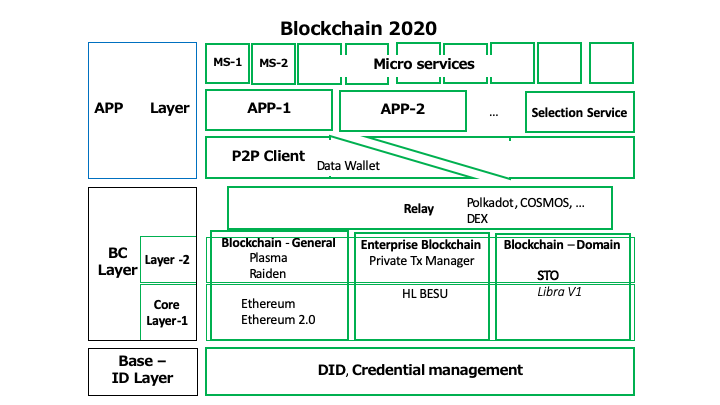 Blockchain 2020
MS-1
MS-2
Micro services
APP Layer
APP-1
APP-2
...
Selection Service
P2P Client
Data Wallet
Relay
Polkadot, COSMOS, ...
DEX
BC
Layer
Layer -2
Core
Layer-1
Blockchain - General
Plasma
Raiden
Ethereum
Ethereum 2.0
Enterprise Blockchain
Private Tx Manager
HL BESU
Blockchain – Domain
STO
Libra V1
Base –
ID Layer
DID, Credential management